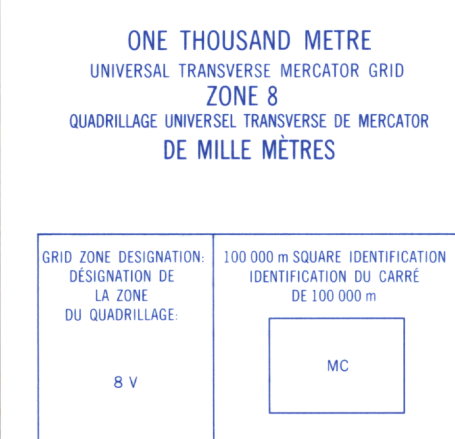 ONE THOUSAND METRE
UNIVERSAL TRANSVERSE MERCATOR GRID
ZONE 8
QUADRILLAGE UNIVERSEL TRANSVERSE DE MERCATOR
DE MILLE MÈTRES
GRID ZONE DESIGNATION:
DÉSIGNATION DE
LA ZONE
DU QUADRILLAGE:
8 V
100 000 m SQUARE IDENTIFICATION
IDENTIFICATION DU CARRÉ
DE 100 000 m
MC